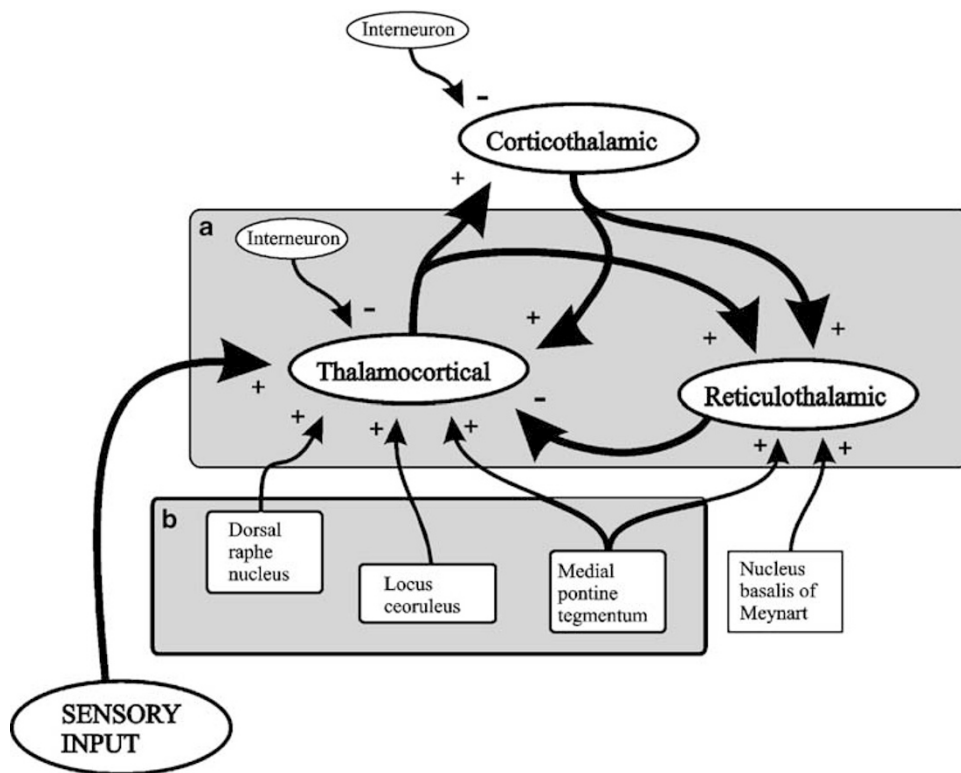 Interneuron
-
Corticothalamic
+
a
Interneuron
-
+
+
+
Thalamocortical
+
-
Reticulothalamic
+
+
+
+
+
b
Dorsal
raphe
nucleus
Locus
ceoruleus
Medial
pontine
tegmentum
Nucleus
basalis of
Meynart
SENSORY
INPUT